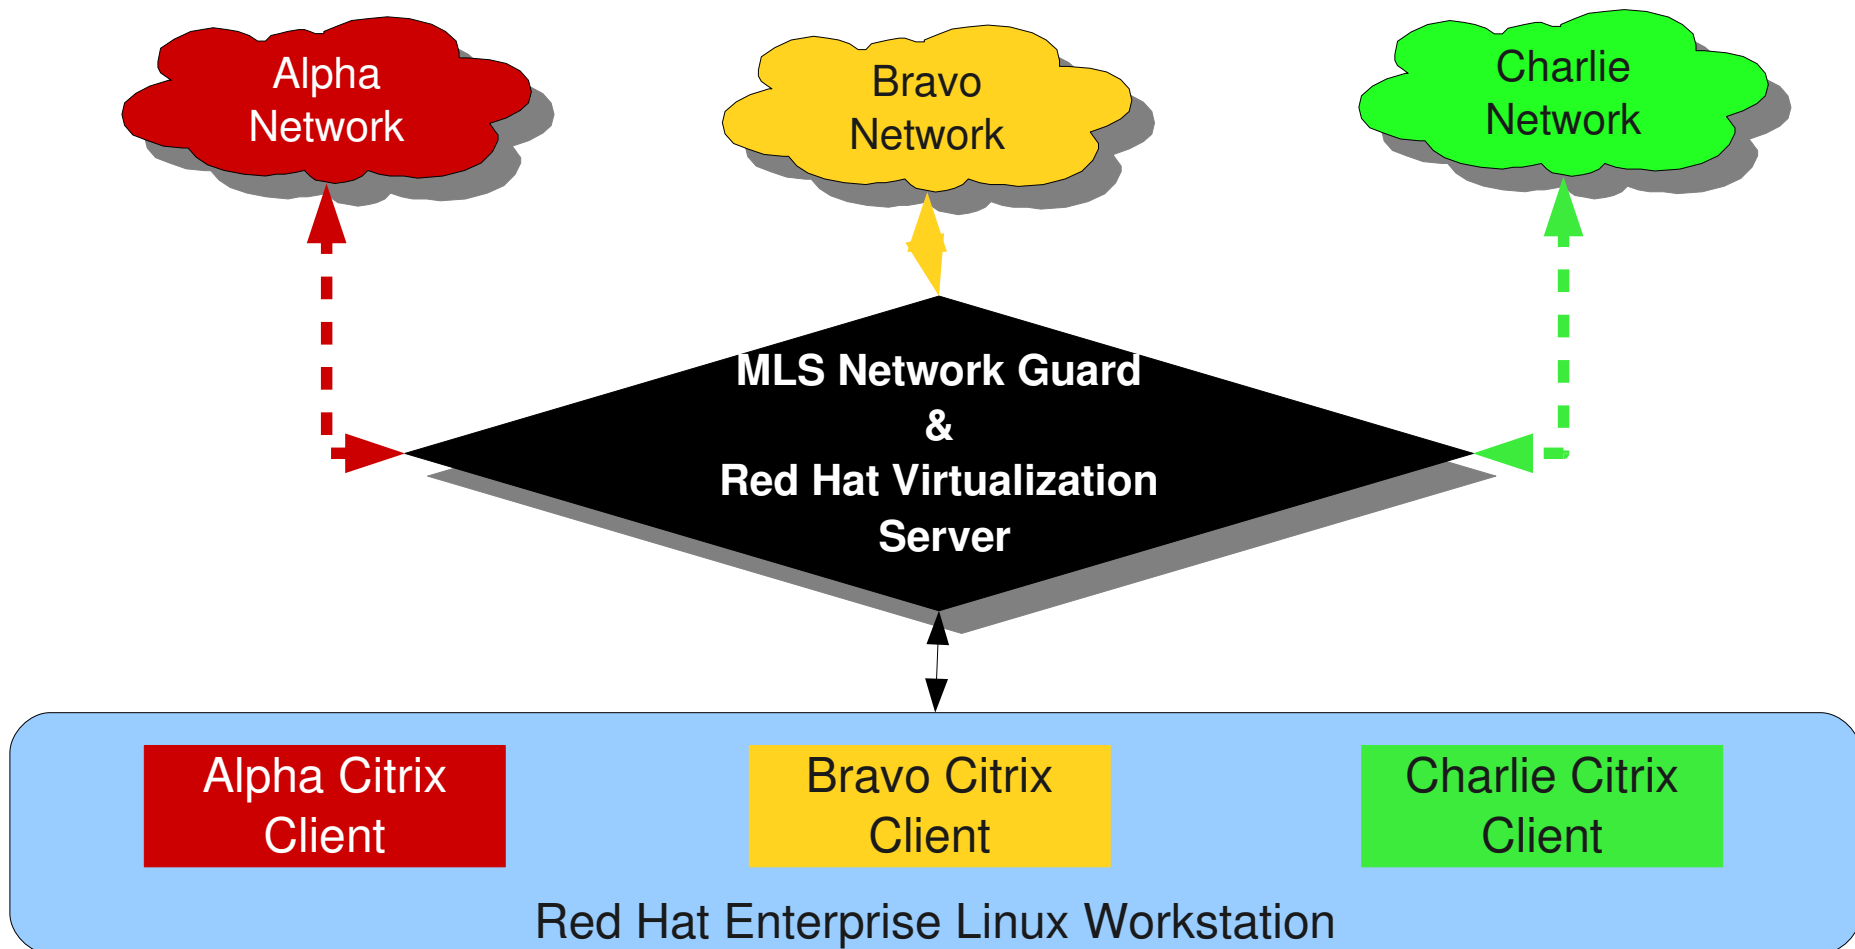 Alpha
Network
Bravo
Network
Charlie
Network
MLS Network Guard
&
Red Hat Virtualization
Server
Alpha Citrix
Client
Bravo Citrix
Client
Charlie Citrix
Client
Red Hat Enterprise Linux Workstation